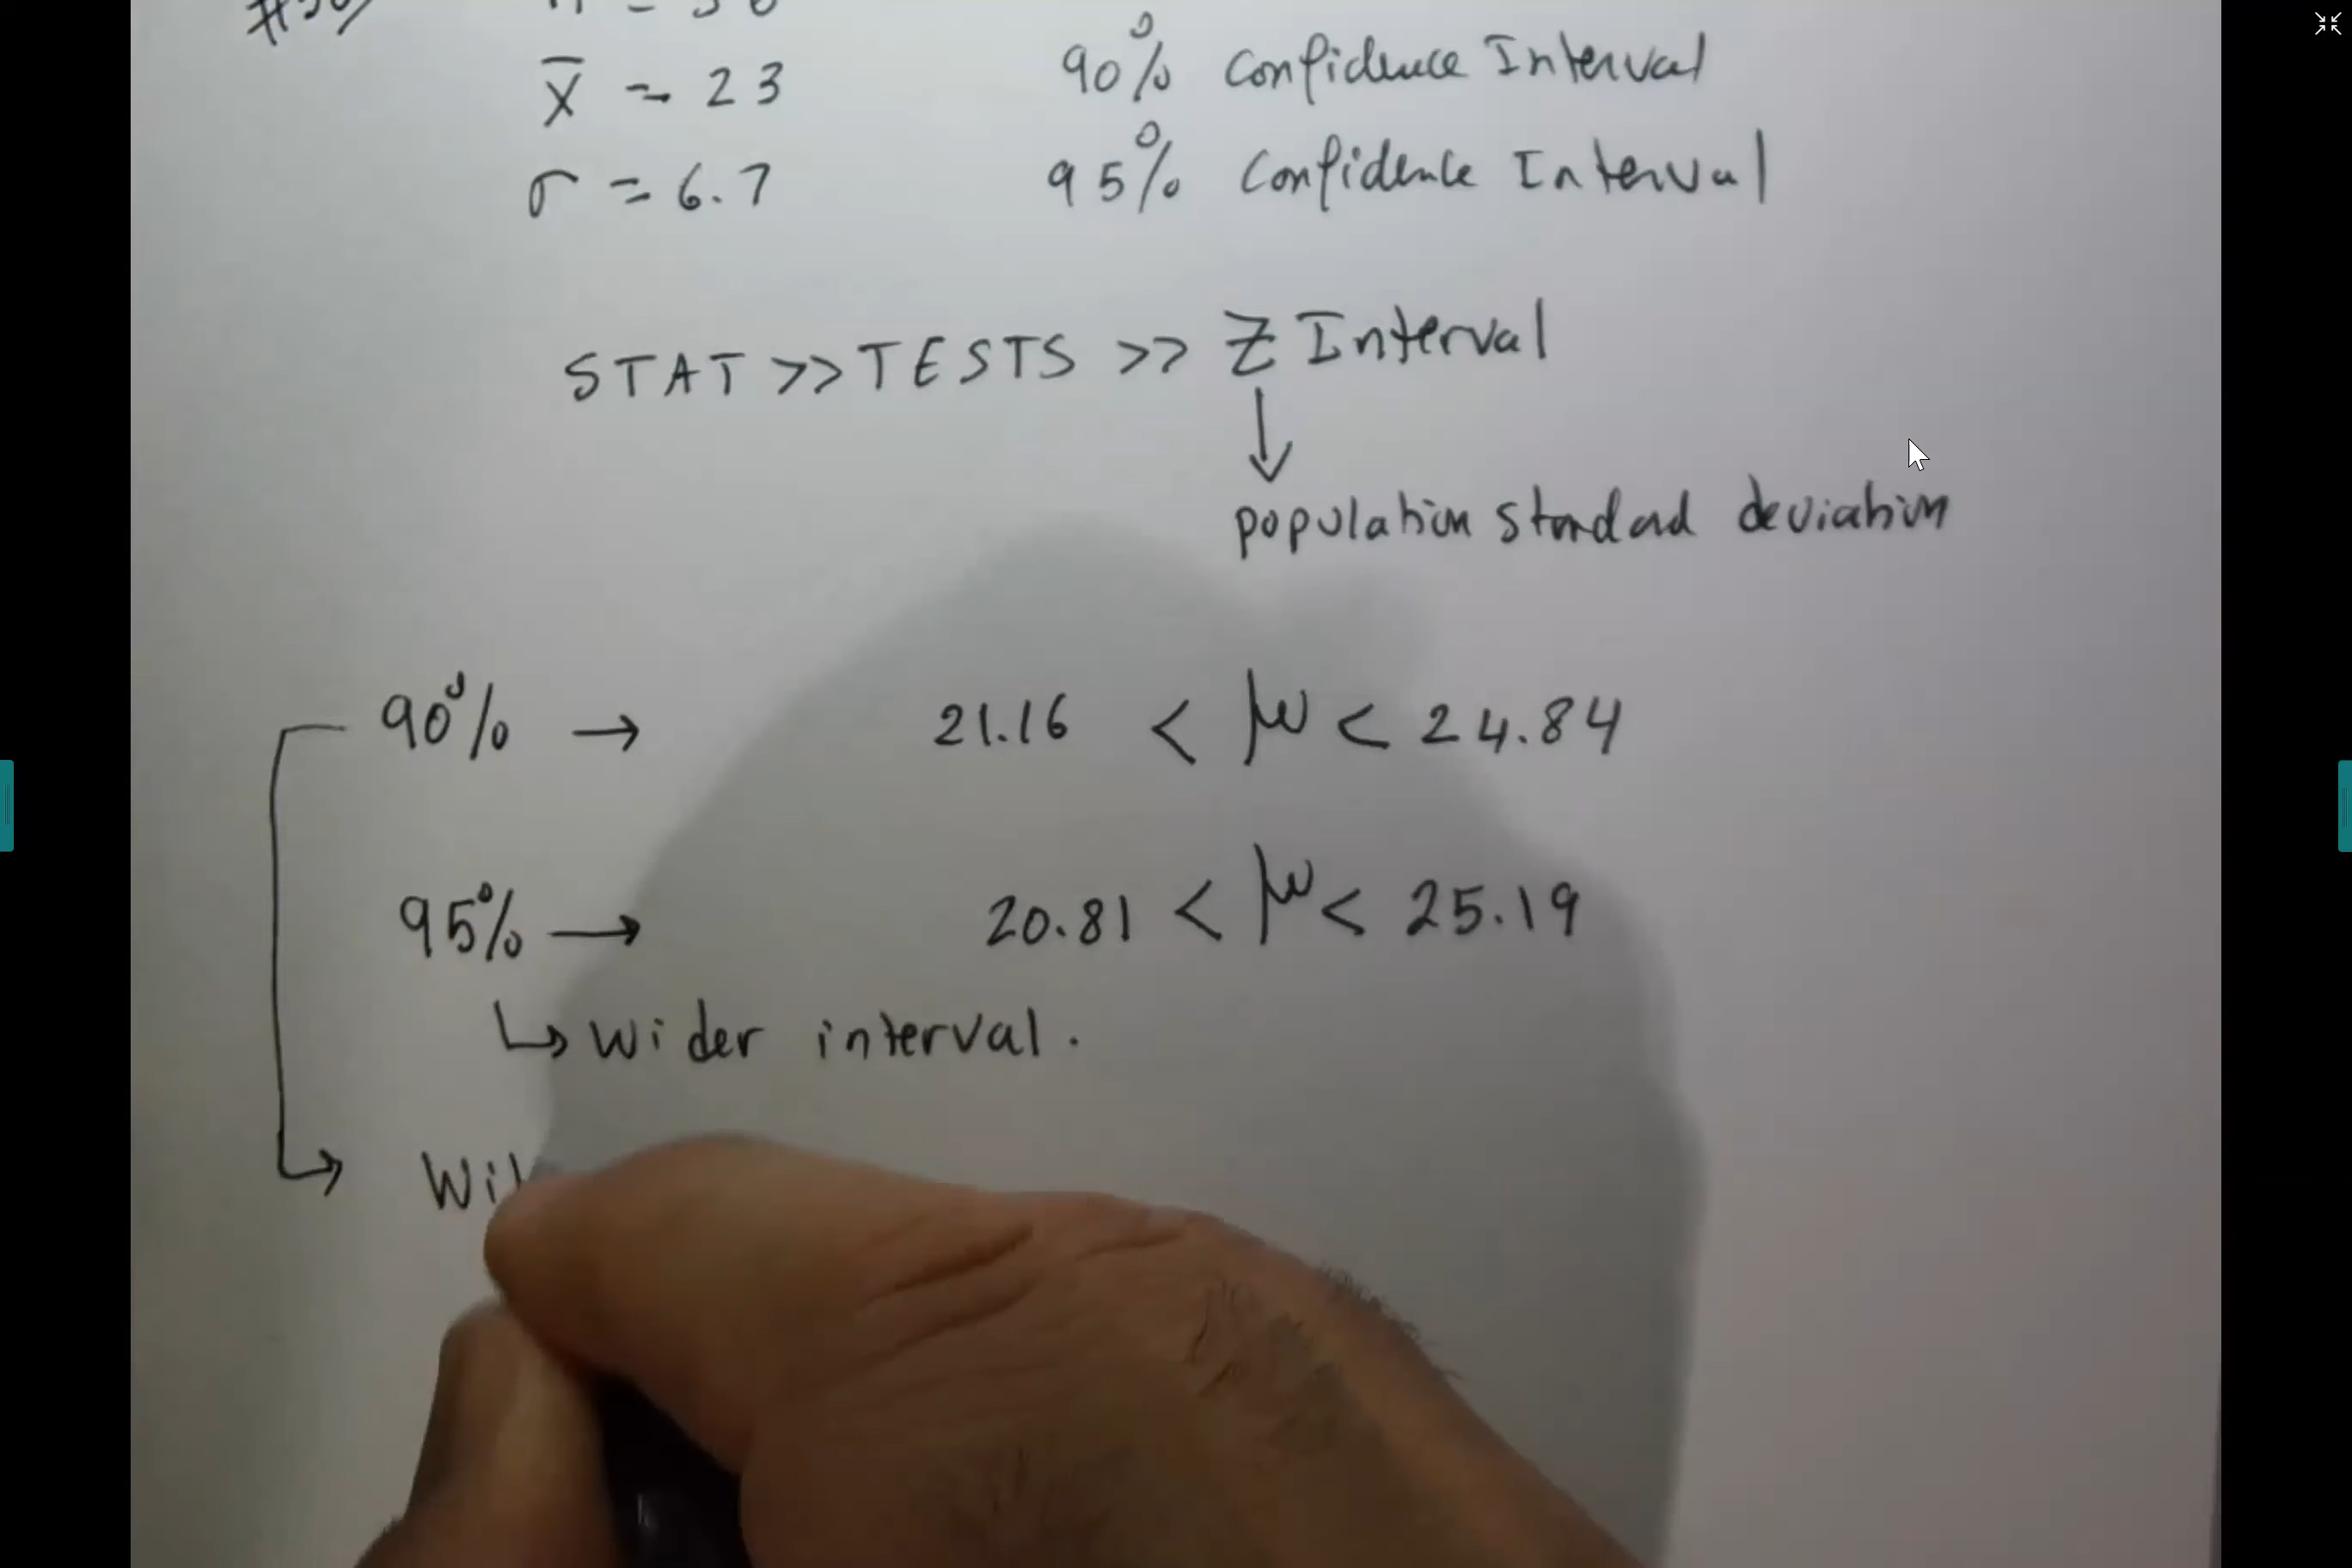 x̄ = 23
σ = 6.7
90% Confidence Interval
95% Confidence Interval
STAT >> TESTS >> Z Interval
↓
population standard deviation
90% → 21.16 < μ < 24.84
95% → 20.81 < μ < 25.19
↳ wider interval.